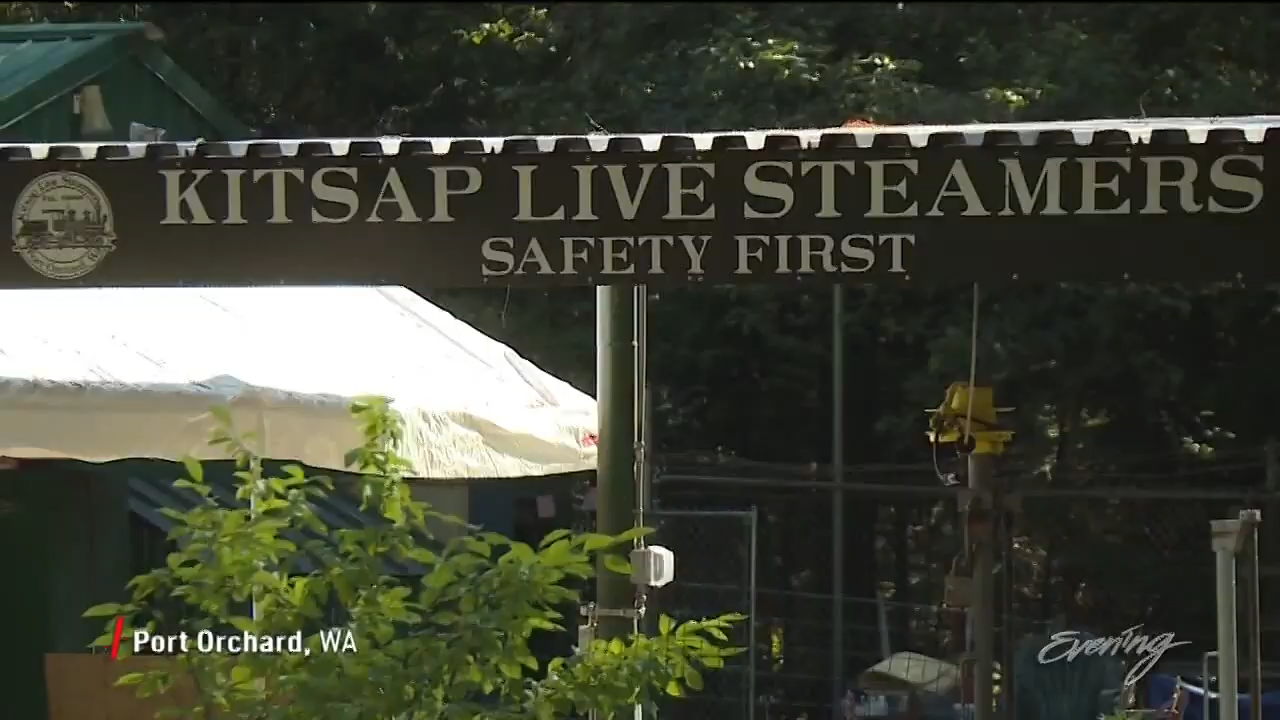 KITSAP LIVE STEAMERS
SAFETY FIRST
Port Orchard, WA
Evening